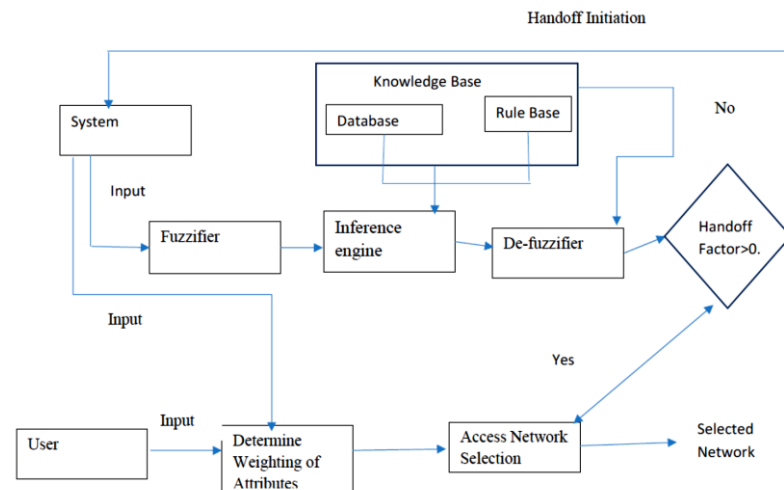 Handoff Initiation
Knowledge Base
System
Database
Rule Base
No
Input
Fuzzifier
Inference
engine
De-fuzzifier
Handoff
Factor>0.
Input
Yes
User
Input
Determine
Weighting of
Attributes
Access Network
Selection
Selected
Network